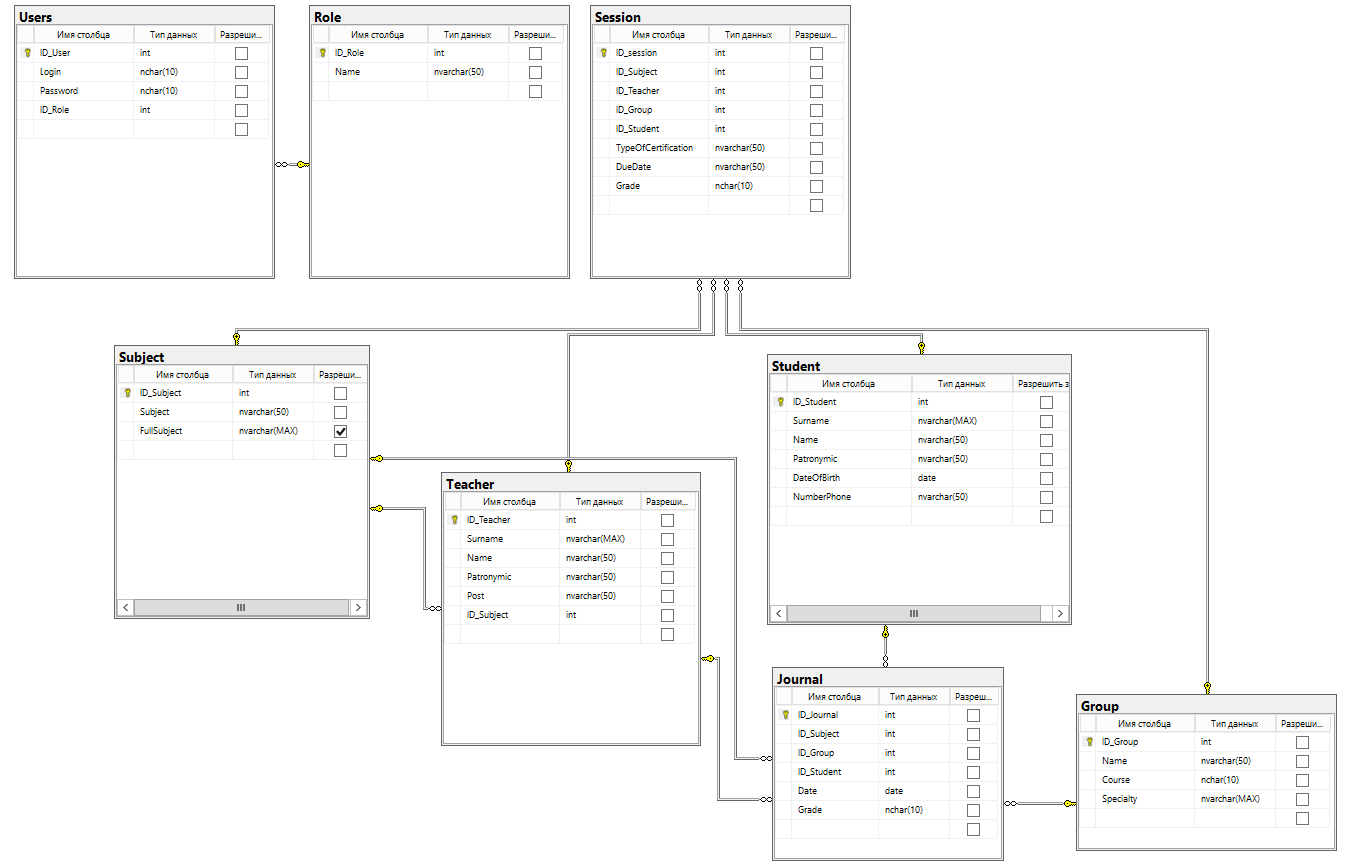 Users
Имя столбца Тип данных Разреши...
ID_User int
Login nchar(10)
Password nchar(10)
ID_Role int
Role
Имя столбца Тип данных Разреши...
ID_Role int
Name nvarchar(50)
Session
Имя столбца Тип данных Разреши...
ID_session int
ID_Subject int
ID_Teacher int
ID_Group int
ID_Student int
TypeOfCertification nvarchar(50)
DueDate nvarchar(50)
Grade nchar(10)
Subject
Имя столбца Тип данных Разреши...
ID_Subject int
Subject nvarchar(50)
FullSubject nvarchar(MAX)
Teacher
Имя столбца Тип данных Разреши...
ID_Teacher int
Surname nvarchar(MAX)
Name nvarchar(50)
Patronymic nvarchar(50)
Post nvarchar(50)
ID_Subject int
Student
Имя столбца Тип данных Разрешить з
ID_Student int
Surname nvarchar(MAX)
Name nvarchar(50)
Patronymic nvarchar(50)
DateOfBirth date
NumberPhone nvarchar(50)
Journal
Имя столбца Тип данных Разреш...
ID_Journal int
ID_Subject int
ID_Group int
ID_Student int
Date date
Grade nchar(10)
Group
Имя столбца Тип данных Разреши...
ID_Group int
Name nvarchar(50)
Course nchar(10)
Specialty nvarchar(MAX)